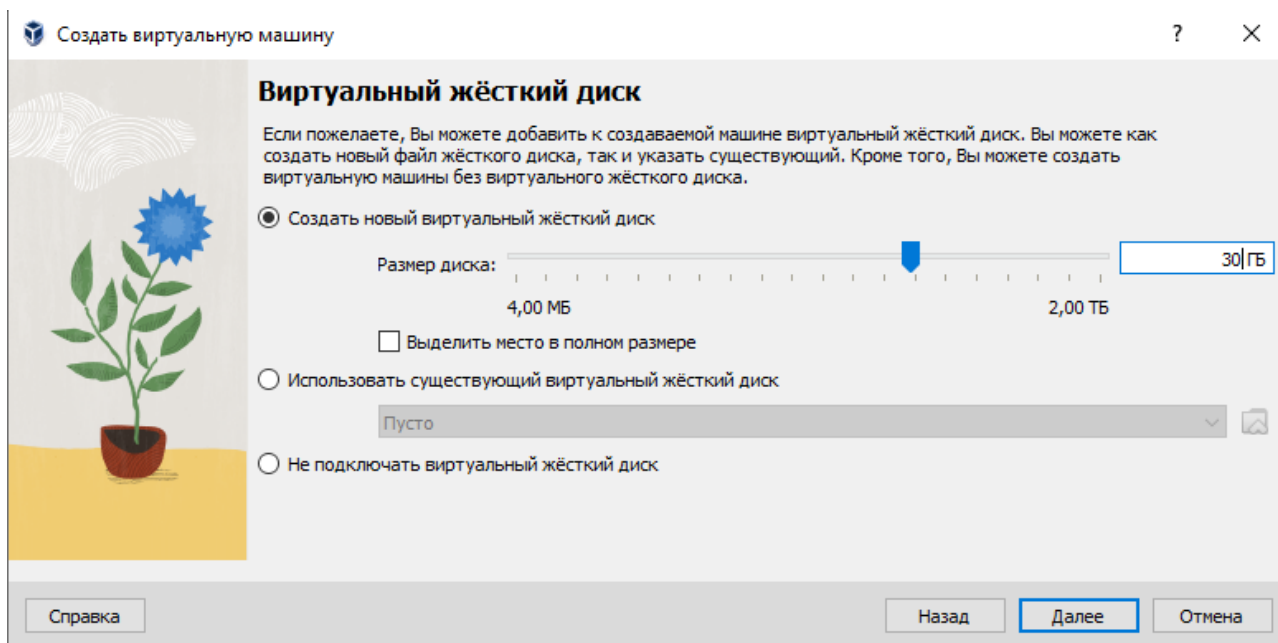 Создать виртуальную машину
?
Виртуальный жёсткий диск
Если пожелаете, Вы можете добавить к создаваемой машине виртуальный жёсткий диск. Вы можете как
создать новый файл жёсткого диска, так и указать существующий. Кроме того, Вы можете создать
виртуальную машины без виртуального жёсткого диска.
Создать новый виртуальный жёсткий диск
Размер диска:
30 ГБ
4,00 МБ
2,00 ТБ
Выделить место в полном размере
Использовать существующий виртуальный жёсткий диск
Пусто
Не подключать виртуальный жёсткий диск
Справка
Назад
Далее
Отмена